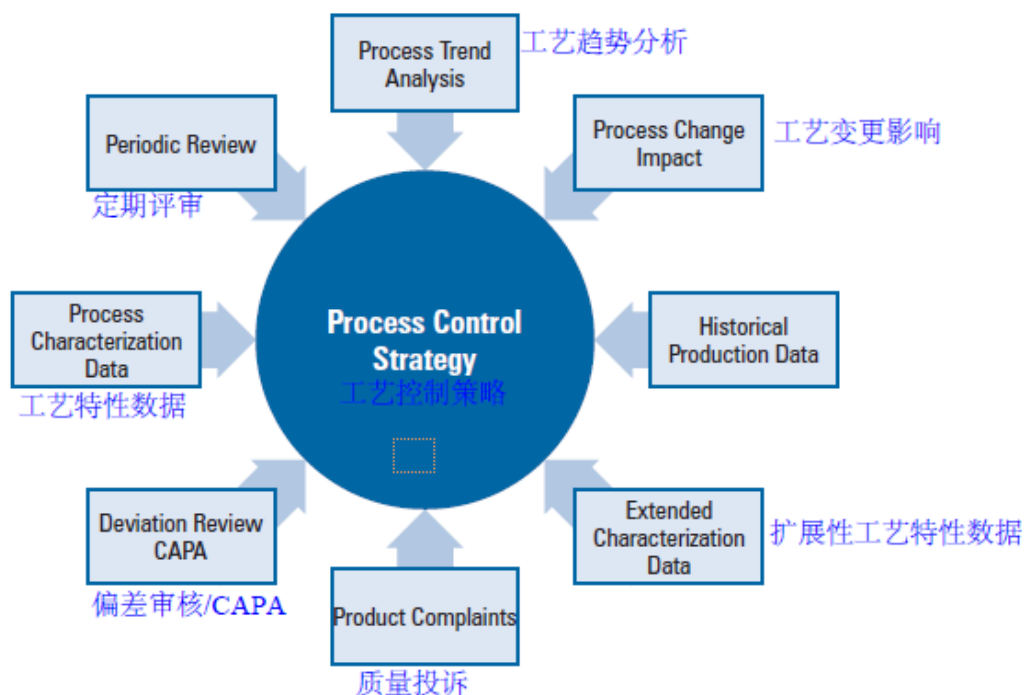 Process Trend
Analysis
工艺趋势分析
Periodic Review
定期评审
Process Change
Impact
工艺变更影响
Process
Characterization
Data
工艺特性数据
Process Control
Strategy
工艺控制策略
Historical
Production Data
Deviation Review
CAPA
偏差审核/CAPA
Product Complaints
质量投诉
Extended
Characterization
Data
扩展性工艺特性数据